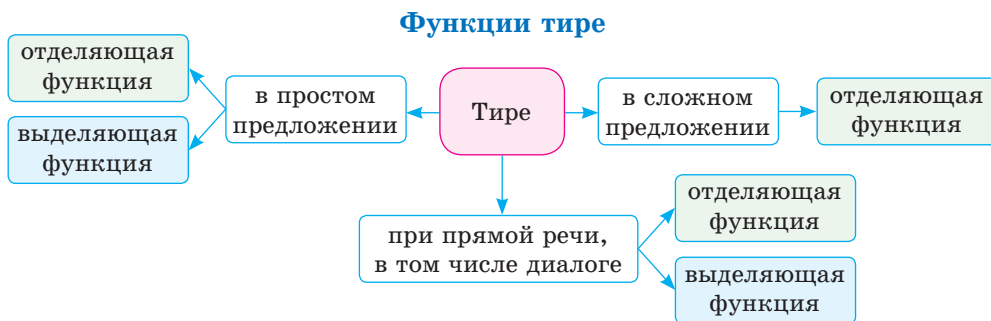 Функции тире
отделяющая
функция
выделяющая
функция
в простом
предложении
Тире
в сложном
предложении
отделяющая
функция
при прямой речи,
в том числе диалоге
отделяющая
функция
выделяющая
функция